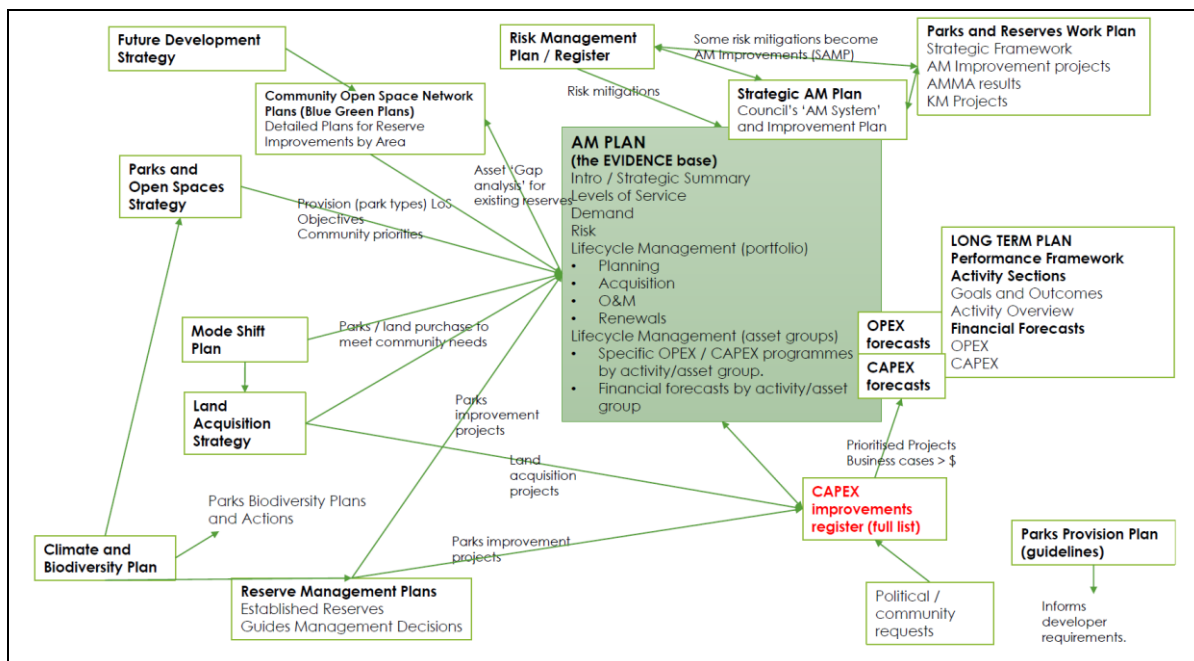 Future Development
Strategy
Community Open Space Network
Plans (Blue Green Plans)
Detailed Plans for Reserve
Improvements by Area
Parks and
Open Spaces
Strategy
Provision (park types) LoS
Objectives
Community priorities
Asset ‘Gap
analysis’ for
existing reserves
Risk Management
Plan / Register
Risk mitigations
Some risk mitigations become
AM Improvements (SAMP)
Strategic AM Plan
Council’s ‘AM System’
and Improvement Plan
Parks and Reserves Work Plan
Strategic Framework
AM Improvement projects
AMMA results
KM Projects
AM PLAN
(the EVIDENCE base)
Intro / Strategic Summary
Levels of Service
Demand
Risk
Lifecycle Management (portfolio)
• Planning
• Acquisition
• O&M
• Renewals
Lifecycle Management (asset groups)
• Specific OPEX / CAPEX programmes
by activity/asset group.
• Financial forecasts by activity/asset
group
OPEX
forecasts
CAPEX
forecasts
LONG TERM PLAN
Performance Framework
Activity Sections
Goals and Outcomes
Activity Overview
Financial Forecasts
OPEX
CAPEX
Mode Shift
Plan
Parks / land purchase to
meet community needs
Land
Acquisition
Strategy
Parks
improvement
projects
Land
acquisition
projects
Prioritised Projects
Business cases > $
CAPEX
improvements
register (full list)
Parks Biodiversity Plans
and Actions
Climate and
Biodiversity Plan
Parks improvement
projects
Reserve Management Plans
Established Reserves
Guides Management Decisions
Political /
community
requests
Parks Provision Plan
(guidelines)
Informs
developer
requirements.